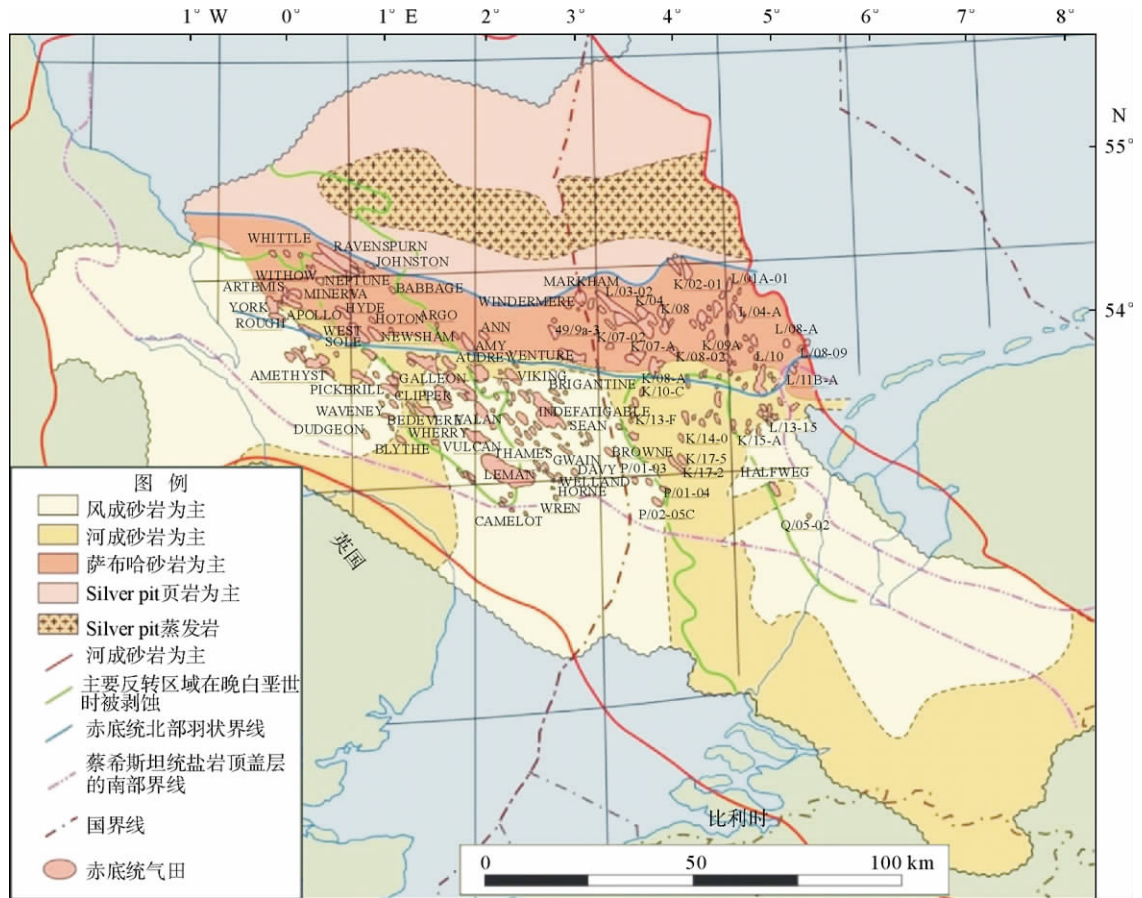 1° W 0° 1° E 2° 3° 4° 5° 6° 7° 8°
N
55°
54°
WHITTLE
RAVENSPURN
JOHNSTON
WITHOW
NEPTUNE
ARTEMIS
MINERVA
BABBAGE
MARKHAM
K/02-01
L/01A-01
L/03-02
WINDERMERE
K/04
YORK
APOLLO
HYDE
K/08
L/04-A
ROUGH
HOTON
ARGO
WEST
SOLE
NEWSHAM
ANN
AMY
49/9a-3
K/07-02
K/07-A
K/09A
L/08-A
K/08-02
L/10
L/08-09
VENTURE
AMETHYST
GALLEON
VIKING
BRIGANTINE
K/08-A
K/10-C
L/11B-A
PICKBRILL
CLIPPER
WAVENEY
BEDEVERE
INDEFATIGABLE
SEAN
K/13-F
L/13-15
DUDGEON
WHERRY
K/14-0
K/15-A
BLYTHE
VULCAN
THAMES
GWAIN
BROWNE
K/17-5
LEMAN
DAVY
P/01-03
K/17-2
HALFWEG
WELLAND
HORNE
P/01-04
WREN
CAMELOT
P/02-05C
Q/05-02
英国
比利时
图 例
风成砂岩为主
河成砂岩为主
萨布哈砂岩为主
Silver pit页岩为主
Silver pit蒸发岩
河成砂岩为主
主要反转区域在晚白垩世
时被剥蚀
赤底统北部羽状界线
蔡希斯坦统盐岩顶盖层
的南部界线
国界线
赤底统气田
0 50 100 km